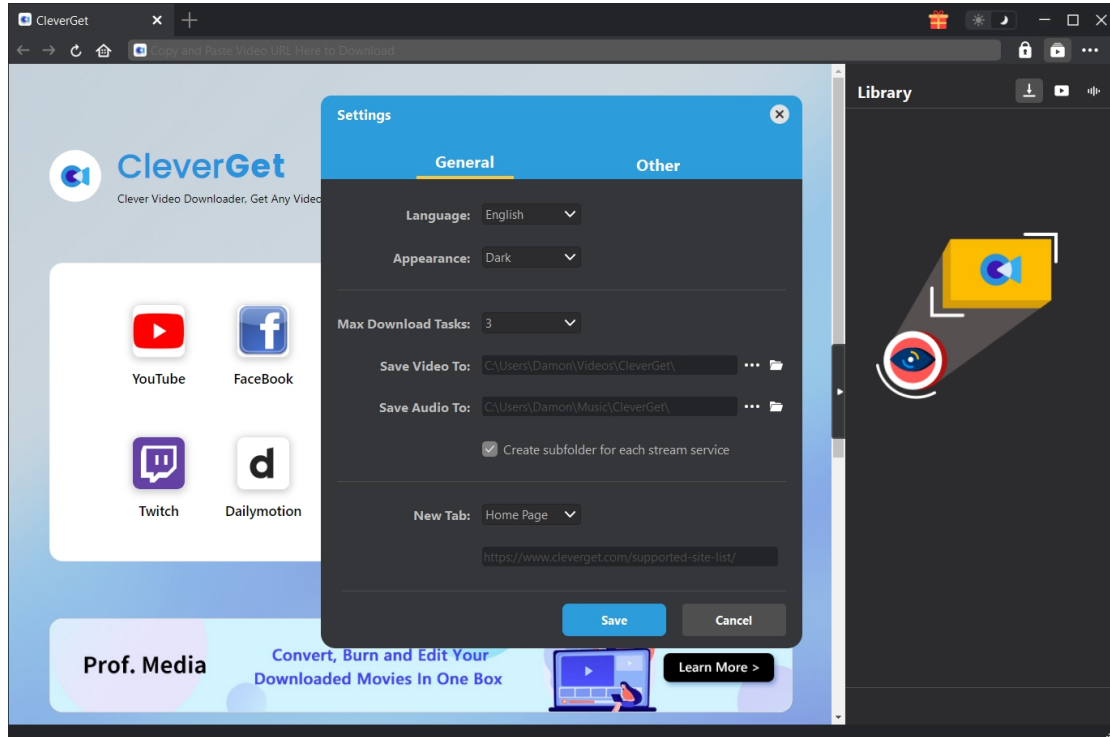 CleverGet
Copy and Paste Video URL Here to Download
Library
CleverGet
Clever Video Downloader. Get Any Video
Settings
General Other
Language: English
Appearance: Dark
Max Download Tasks: 3
Save Video To: C:\Users\Damon\Videos\CleverGet\
Save Audio To: C:\Users\Damon\Music\CleverGet\
Create subfolder for each stream service
New Tab: Home Page
https://www.cleverget.com/supported-site-list/
Save Cancel
YouTube FaceBook
Twitch Dailymotion
Prof. Media
Convert, Burn and Edit Your
Downloaded Movies In One Box
Learn More >